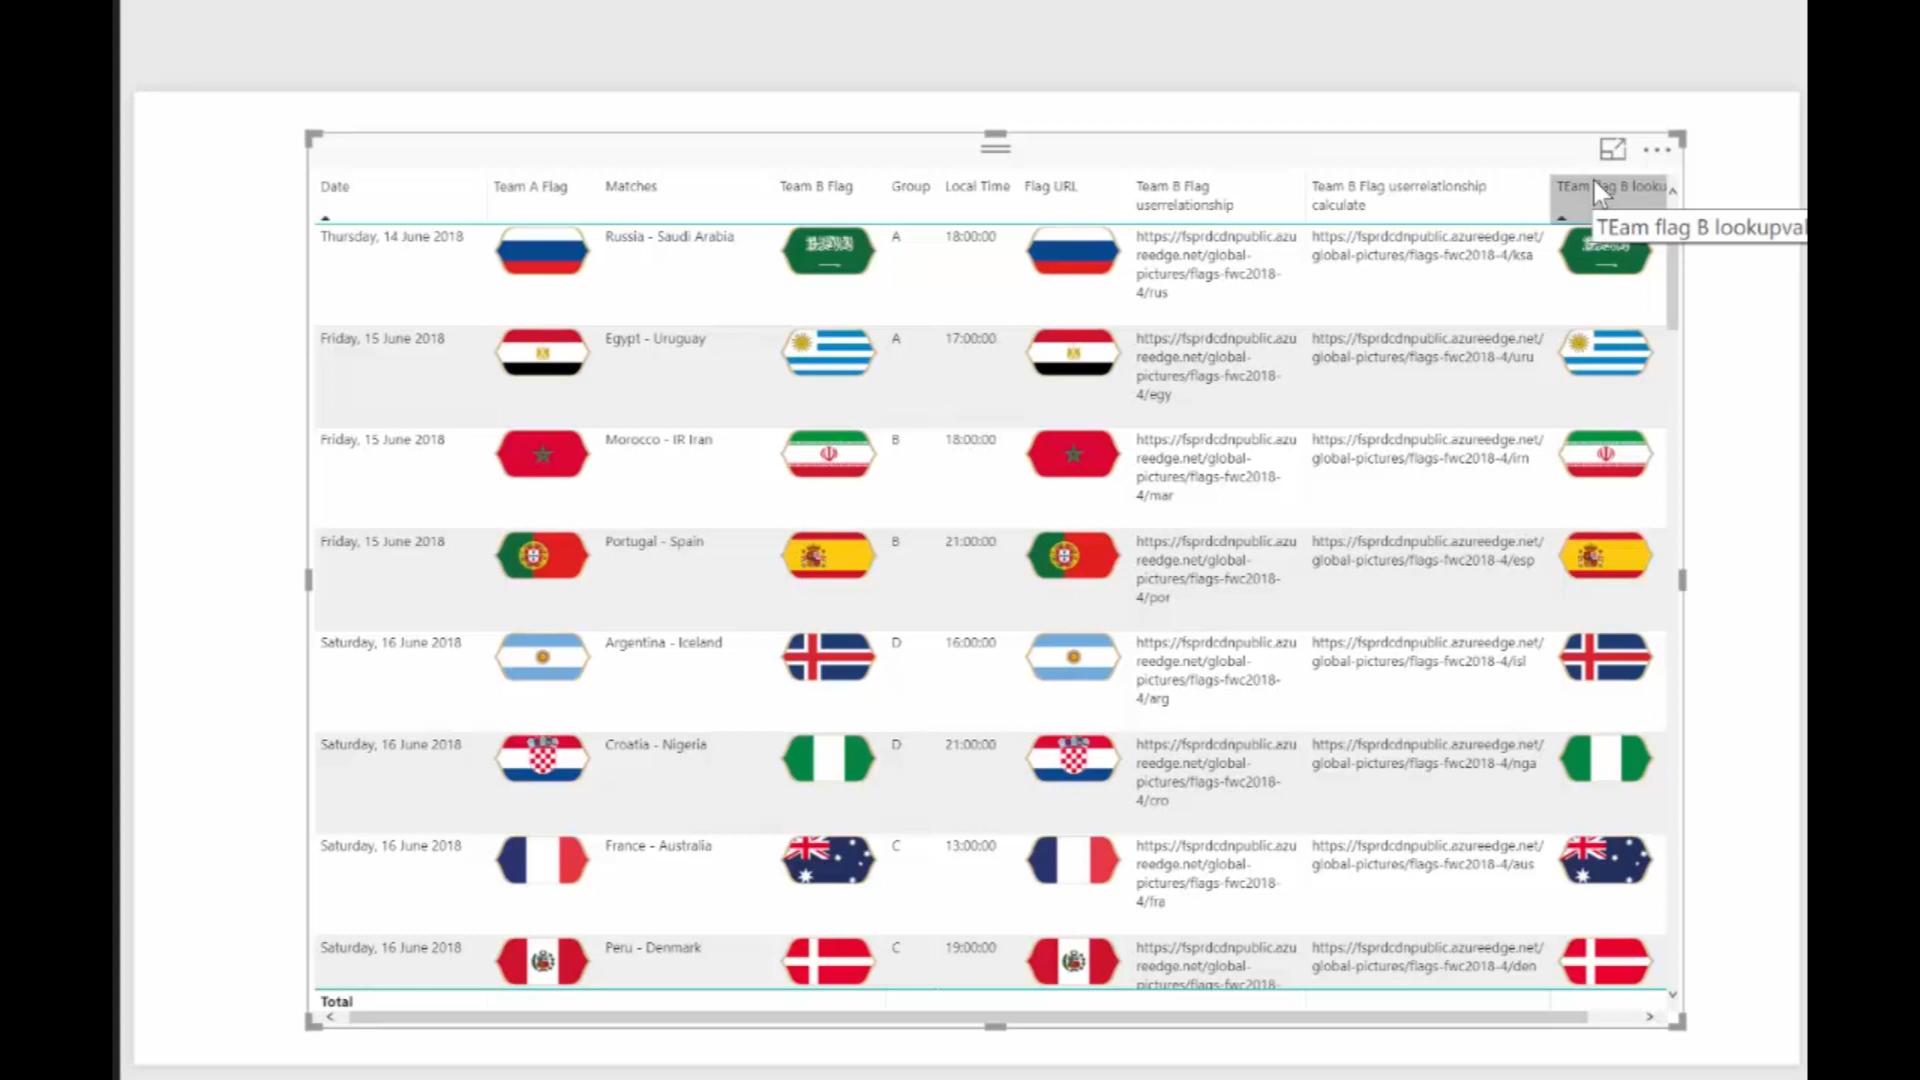 Date
Team A Flag
Matches
Team B Flag
Group
Local Time
Flag URL
Team B Flag
userrelationship
Team B Flag userrelationship
calculate
TEam flag B looku
TEam flag B lookupval
Thursday, 14 June 2018
Russia - Saudi Arabia
A
18:00:00
https://fsprdcdnpublic.azu
reedge.net/global-
pictures/flags-fwc2018-
4/rus
https://fsprdcdnpublic.azureedge.net/
global-pictures/flags-fwc2018-4/ksa
Friday, 15 June 2018
Egypt - Uruguay
A
17:00:00
https://fsprdcdnpublic.azu
reedge.net/global-
pictures/flags-fwc2018-
4/egy
https://fsprdcdnpublic.azureedge.net/
global-pictures/flags-fwc2018-4/uru
Friday, 15 June 2018
Morocco - IR Iran
B
18:00:00
https://fsprdcdnpublic.azu
reedge.net/global-
pictures/flags-fwc2018-
4/mar
https://fsprdcdnpublic.azureedge.net/
global-pictures/flags-fwc2018-4/irn
Friday, 15 June 2018
Portugal - Spain
B
21:00:00
https://fsprdcdnpublic.azu
reedge.net/global-
pictures/flags-fwc2018-
4/por
https://fsprdcdnpublic.azureedge.net/
global-pictures/flags-fwc2018-4/esp
Saturday, 16 June 2018
Argentina - Iceland
D
16:00:00
https://fsprdcdnpublic.azu
reedge.net/global-
pictures/flags-fwc2018-
4/arg
https://fsprdcdnpublic.azureedge.net/
global-pictures/flags-fwc2018-4/isl
Saturday, 16 June 2018
Croatia - Nigeria
D
21:00:00
https://fsprdcdnpublic.azu
reedge.net/global-
pictures/flags-fwc2018-
4/cro
https://fsprdcdnpublic.azureedge.net/
global-pictures/flags-fwc2018-4/nga
Saturday, 16 June 2018
France - Australia
C
13:00:00
https://fsprdcdnpublic.azu
reedge.net/global-
pictures/flags-fwc2018-
4/fra
https://fsprdcdnpublic.azureedge.net/
global-pictures/flags-fwc2018-4/aus
Saturday, 16 June 2018
Peru - Denmark
C
19:00:00
https://fsprdcdnpublic.azu
reedge.net/global-
pictures/flags-fwc2018-
https://fsprdcdnpublic.azureedge.net/
global-pictures/flags-fwc2018-4/den
Total